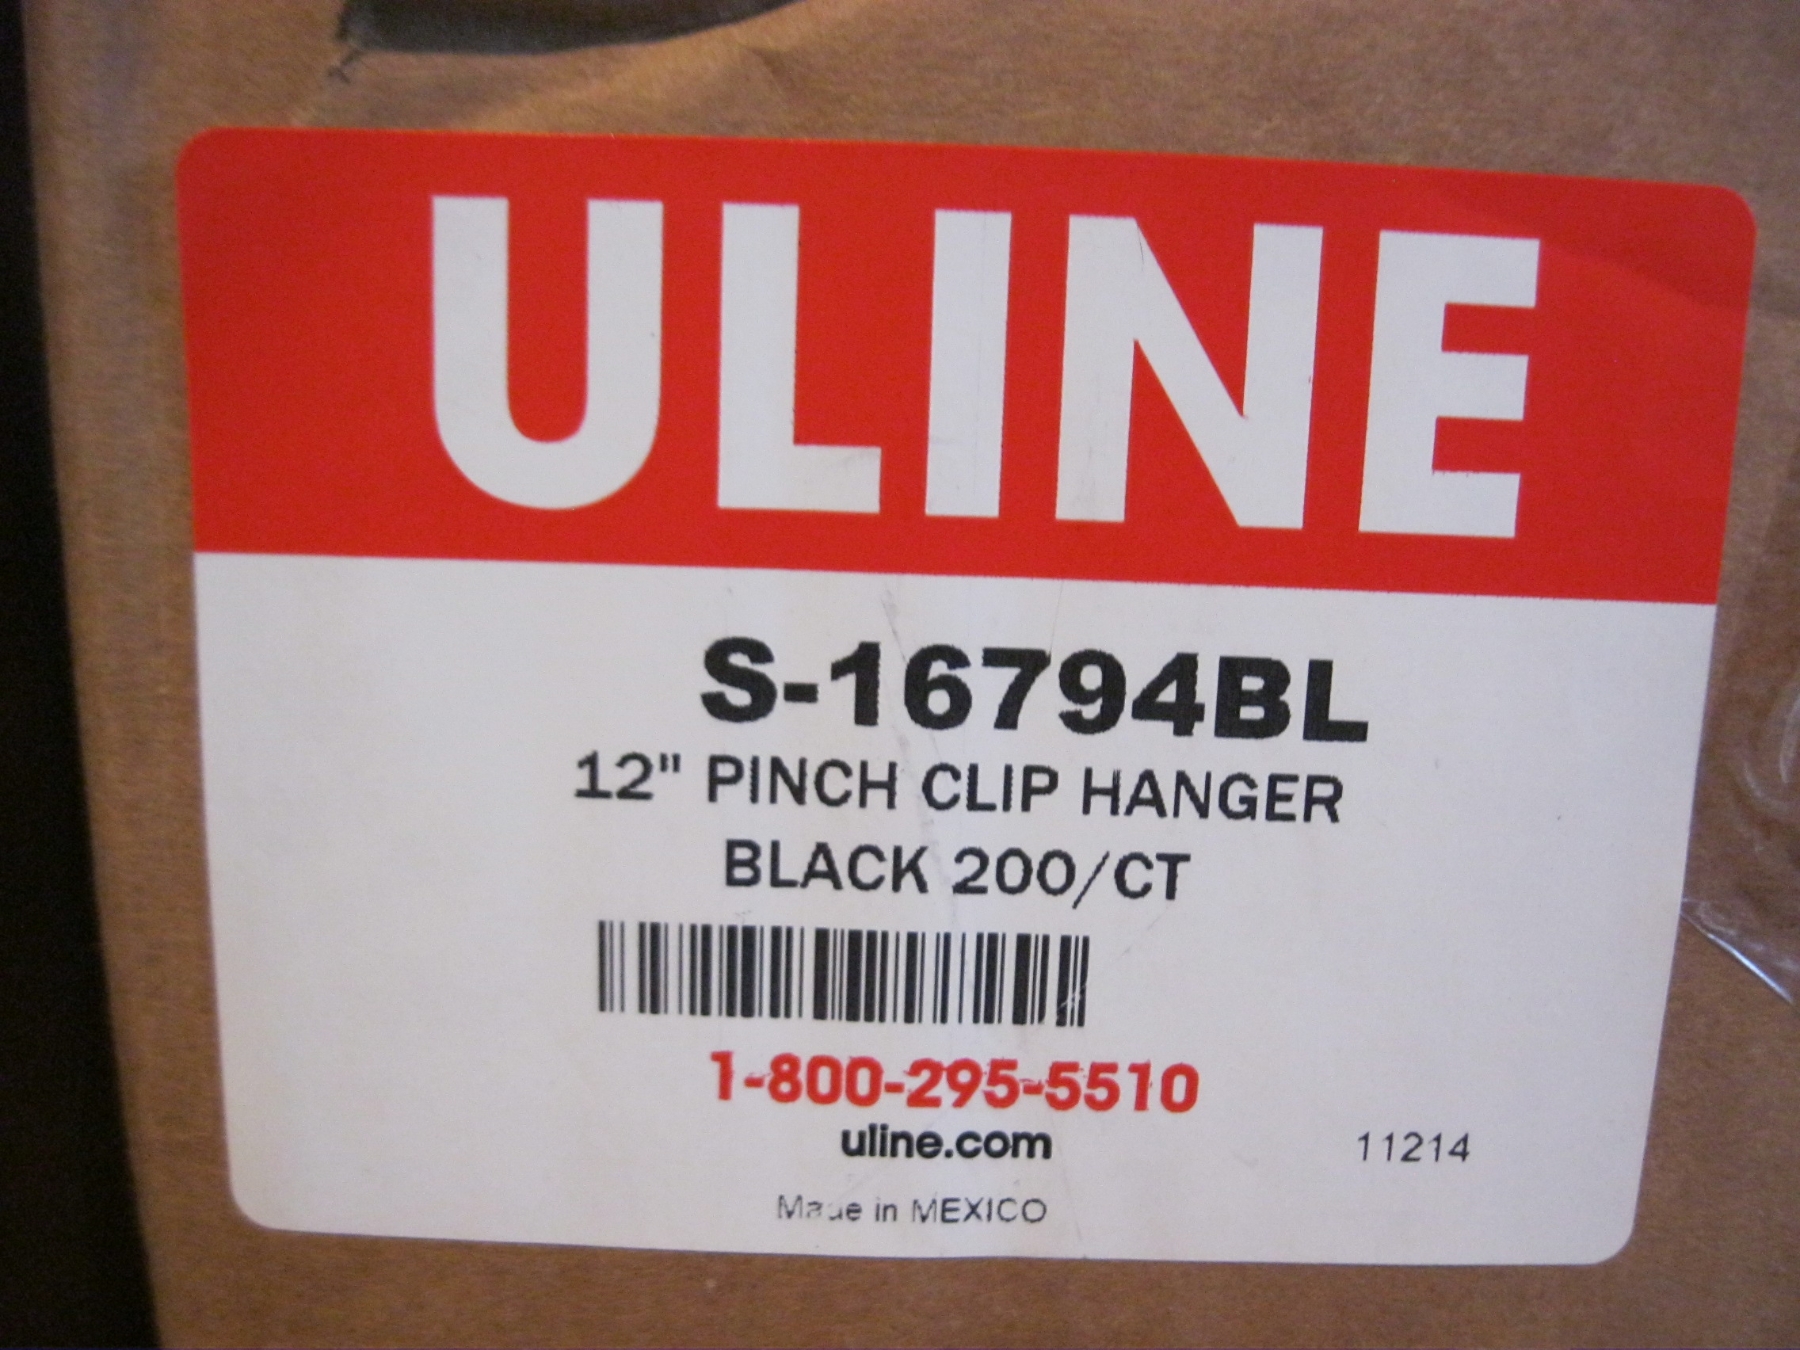 ULINE
S-16794BL
12" PINCH CLIP HANGER
BLACK 200/CT
1-800-295-5510
uline.com
11214
Made in MEXICO